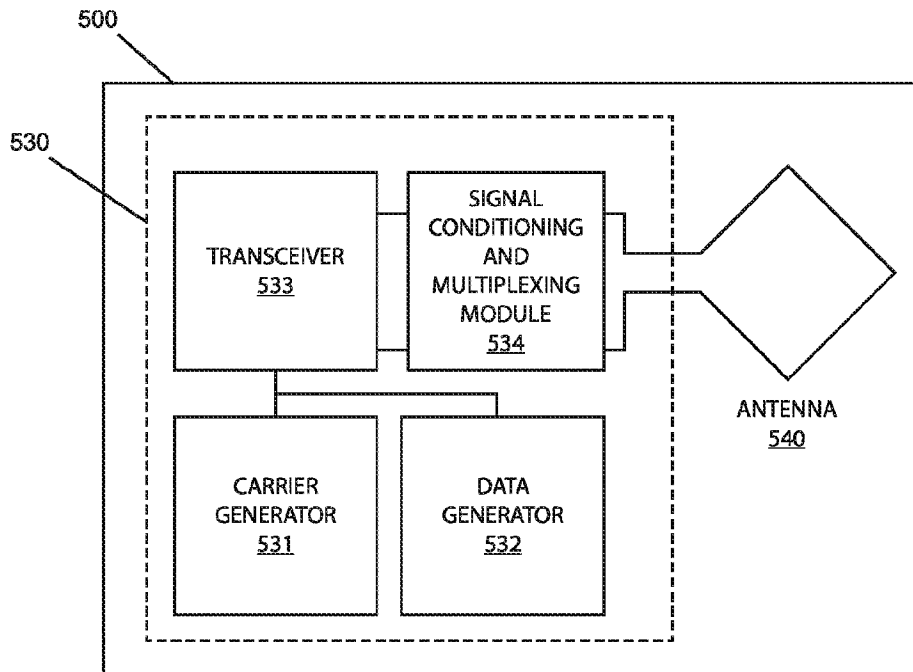 500
530
TRANSCEIVER
533
SIGNAL
CONDITIONING
AND
MULTIPLEXING
MODULE
534
ANTENNA
540
CARRIER
GENERATOR
531
DATA
GENERATOR
532